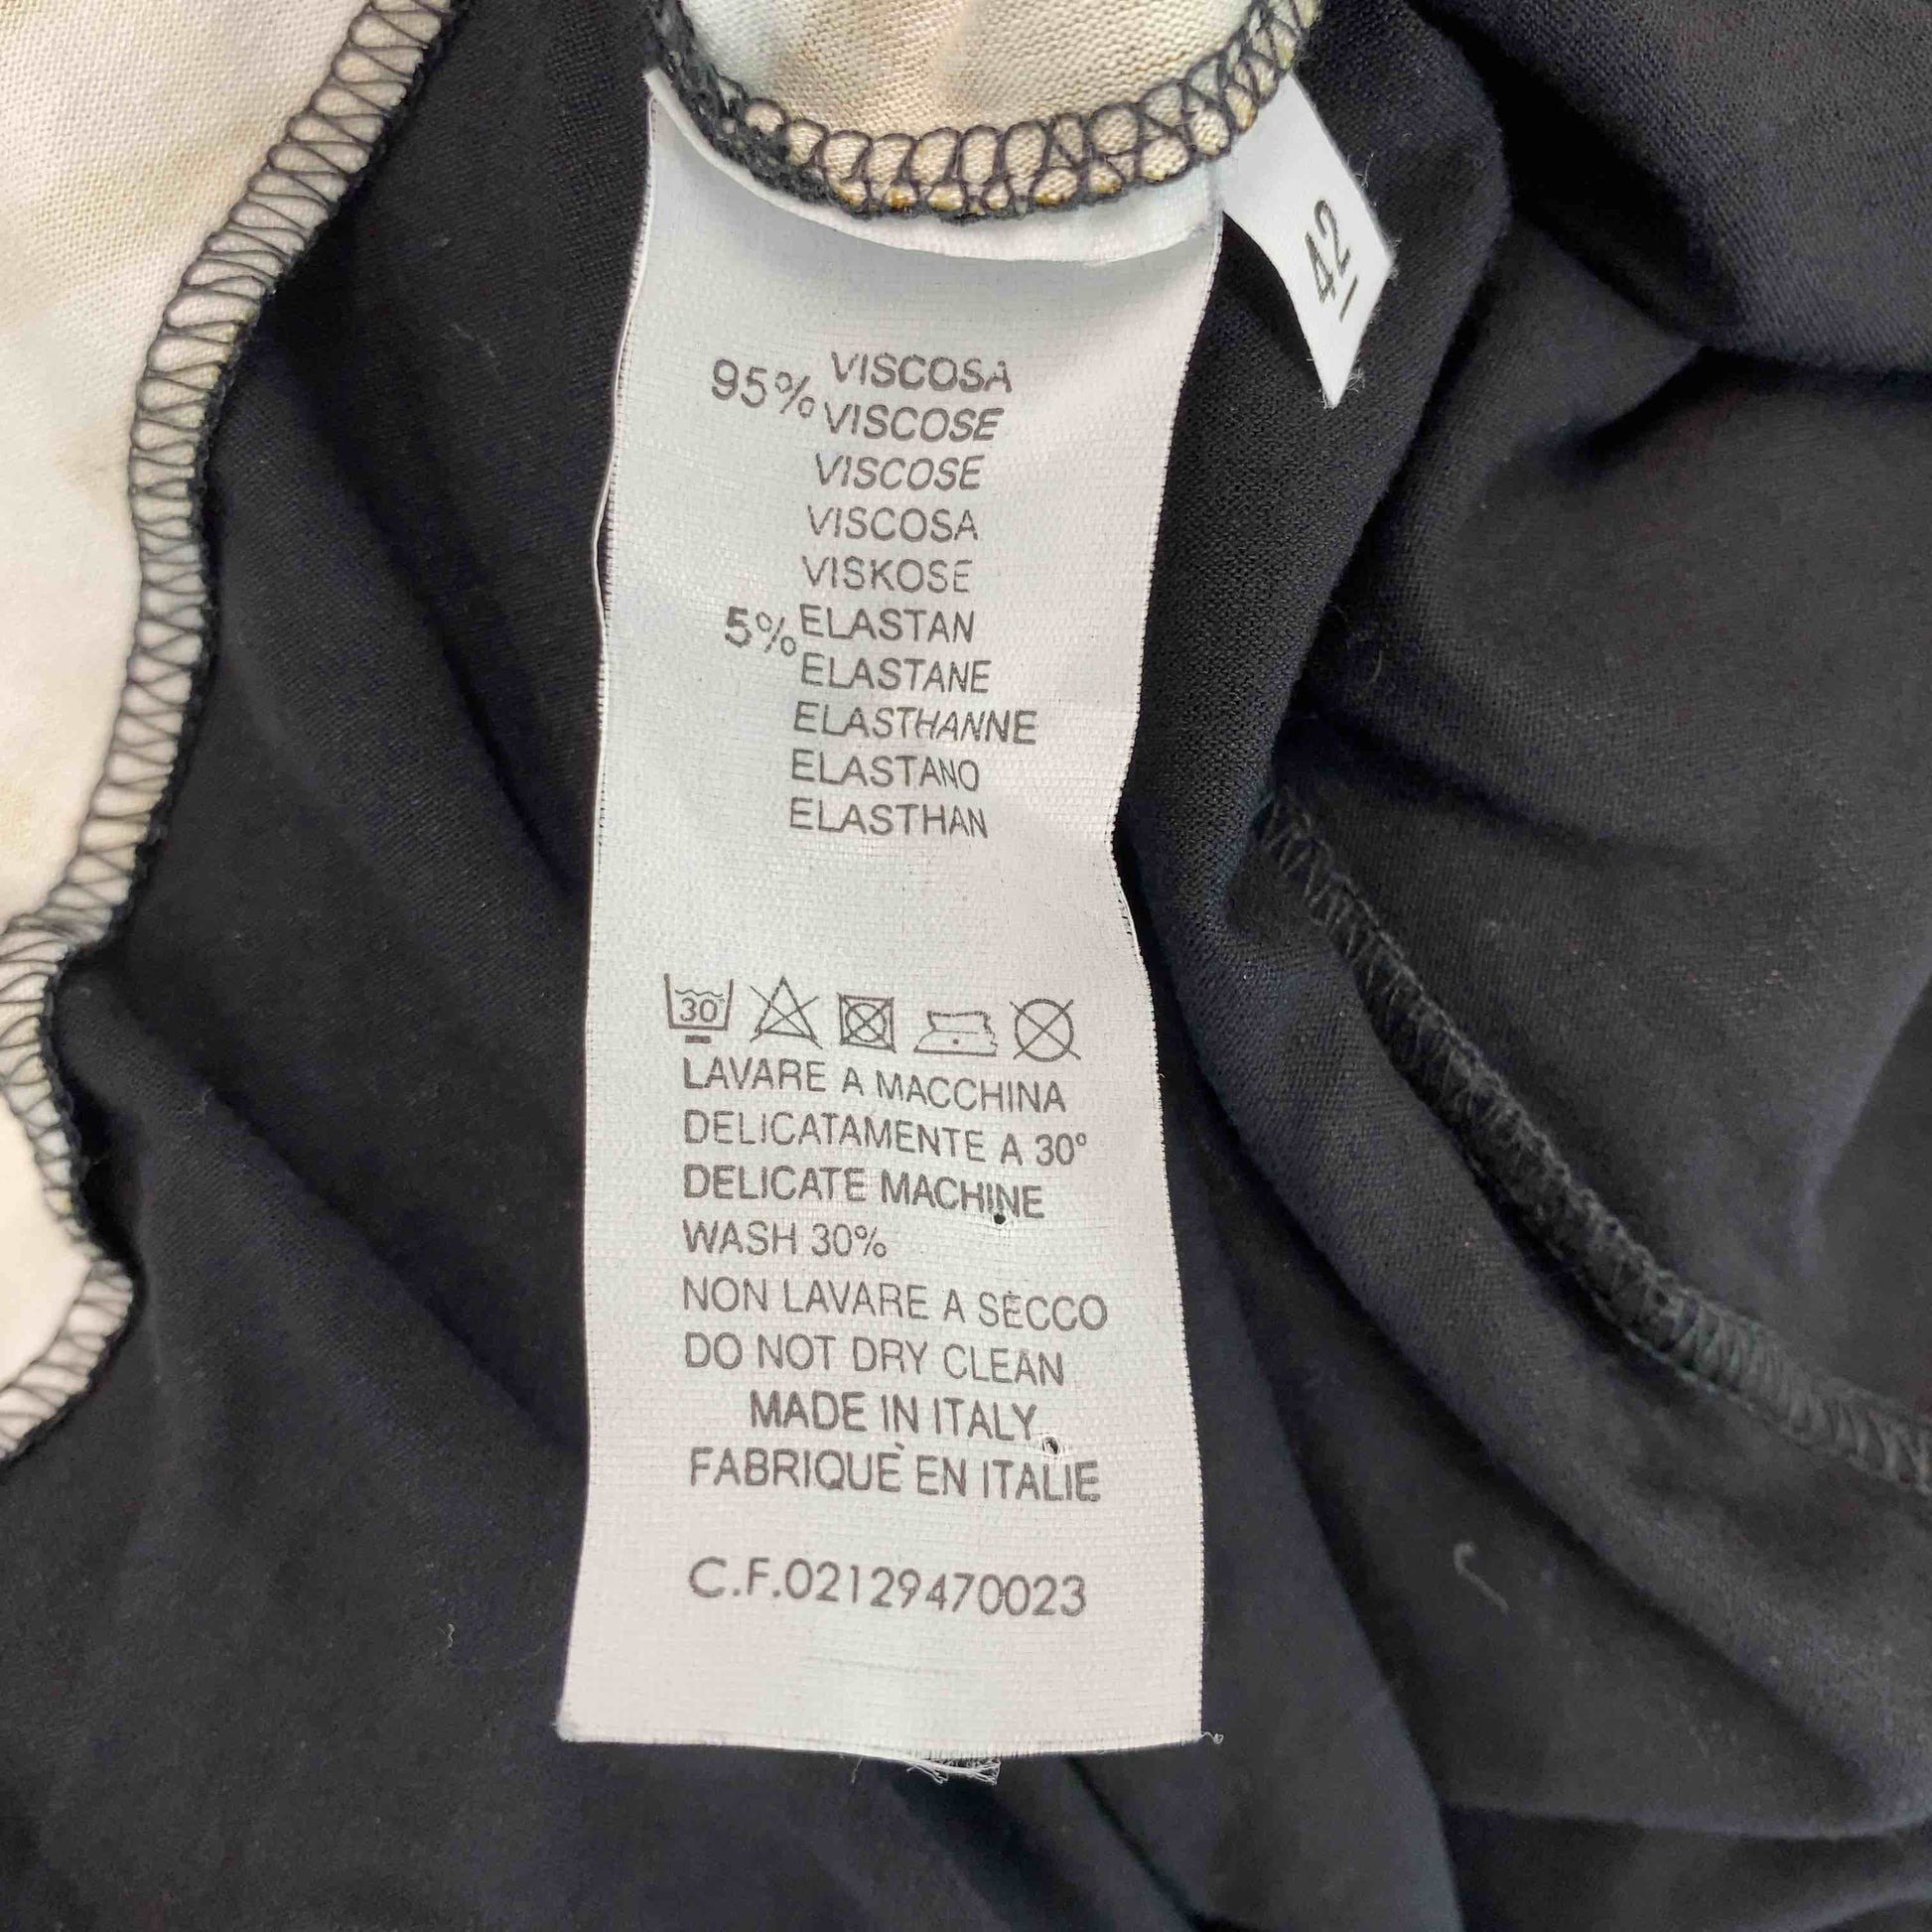 42
95% VISCOSA
VISCOSE
VISCOSE
VISCOSA
VISKOSE
5% ELASTAN
ELASTANE
ELASTHANNE
ELASTANO
ELASTHAN
30
LAVARE A MACCHINA
DELICATAMENTE A 30°
DELICATE MACHINE
WASH 30%
NON LAVARE A SECCO
DO NOT DRY CLEAN
MADE IN ITALY
FABRIQUÈ EN ITALIE
C.F.02129470023